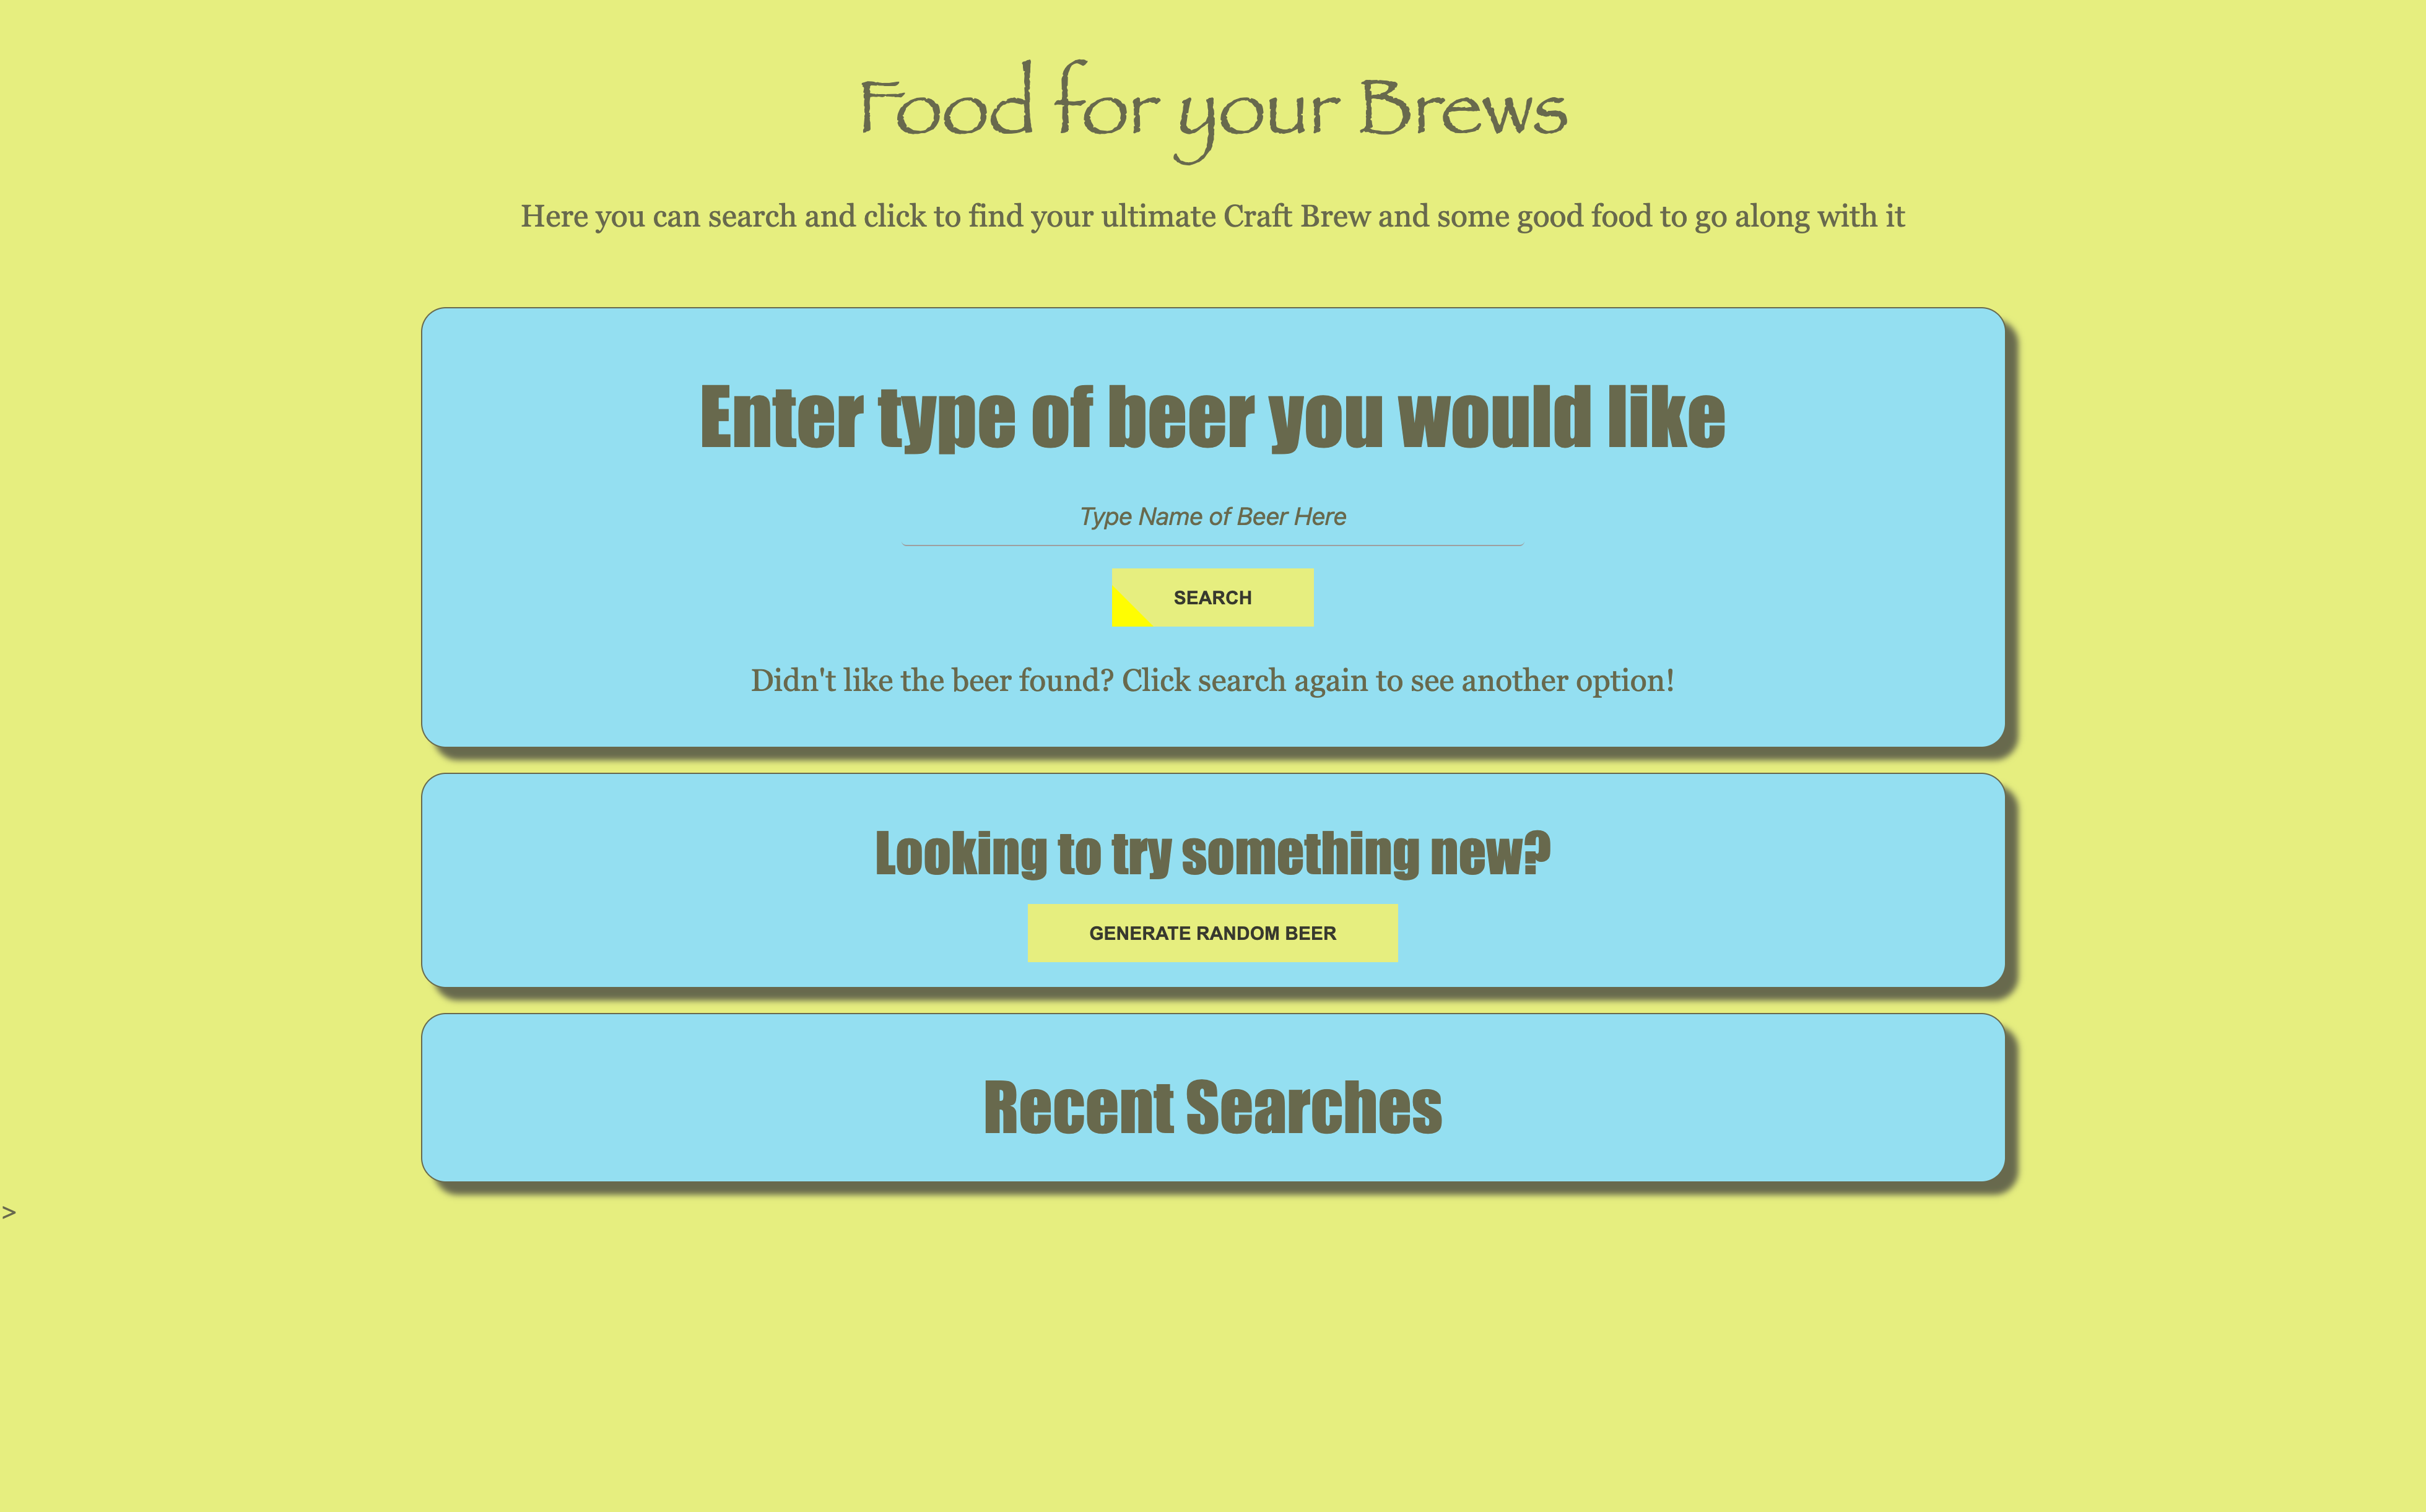 Food for your Brews
Here you can search and click to find your ultimate Craft Brew and some good food to go along with it
Enter type of beer you would like
Type Name of Beer Here
SEARCH
Didn't like the beer found? Click search again to see another option!
Looking to try something new?
GENERATE RANDOM BEER
Recent Searches
>